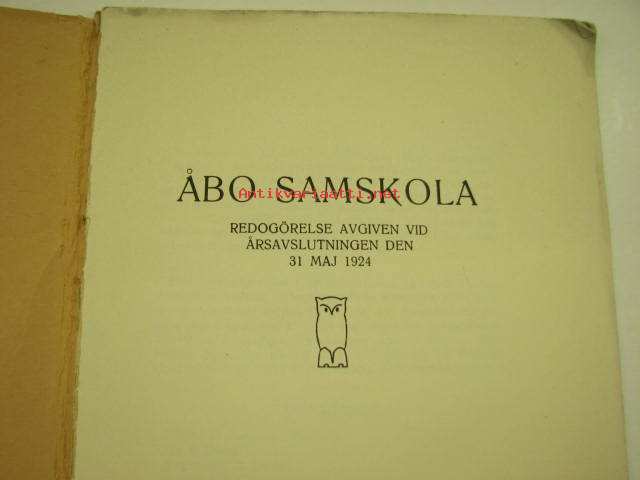 ÅBO SAMSKOLA
Antikvariaatti.net
REDOGÖRELSE AVGIVEN VID
ÅRSAVSLUTNINGEN DEN
31 MAJ 1924